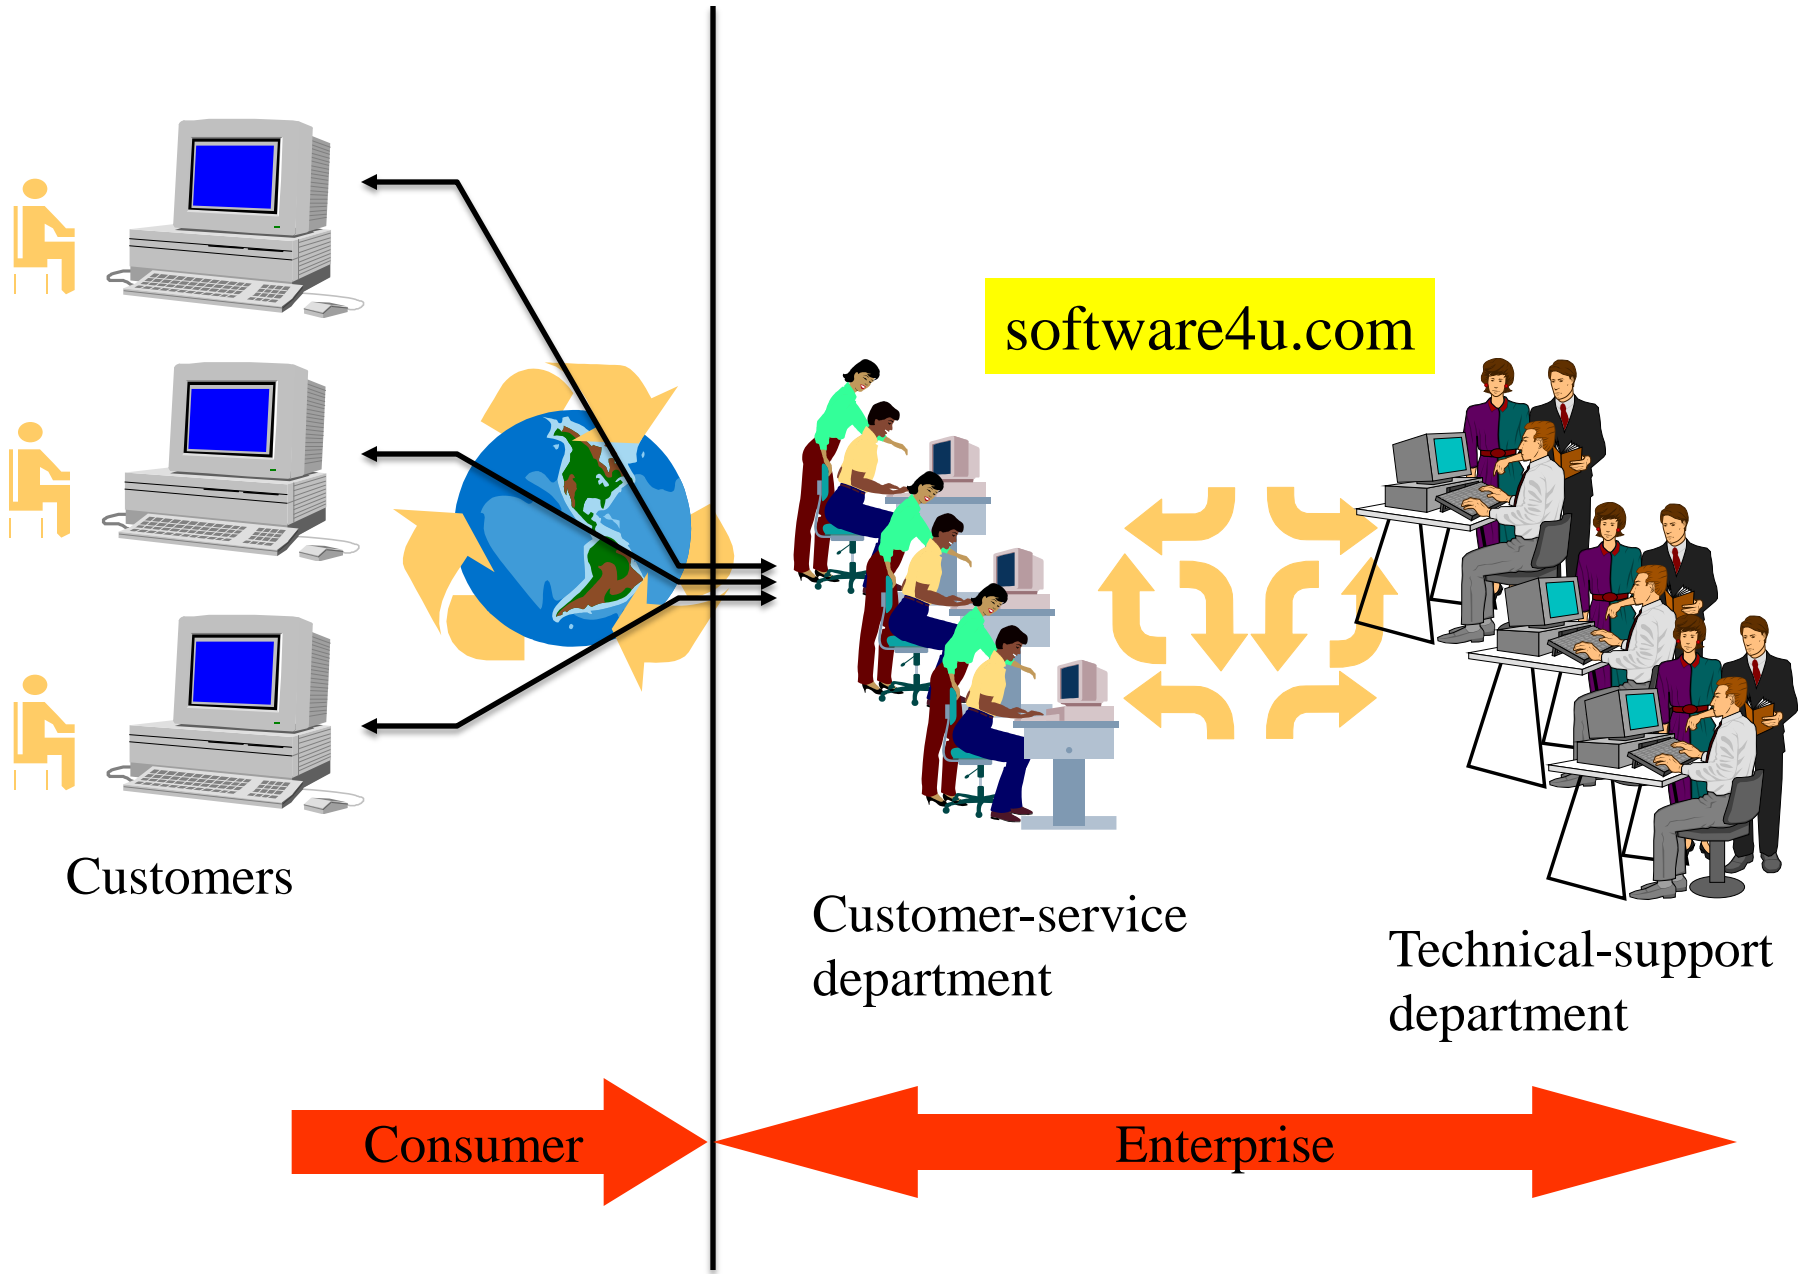 software4u.com
Customers
Customer-service
department
Technical-support
department
Consumer
Enterprise